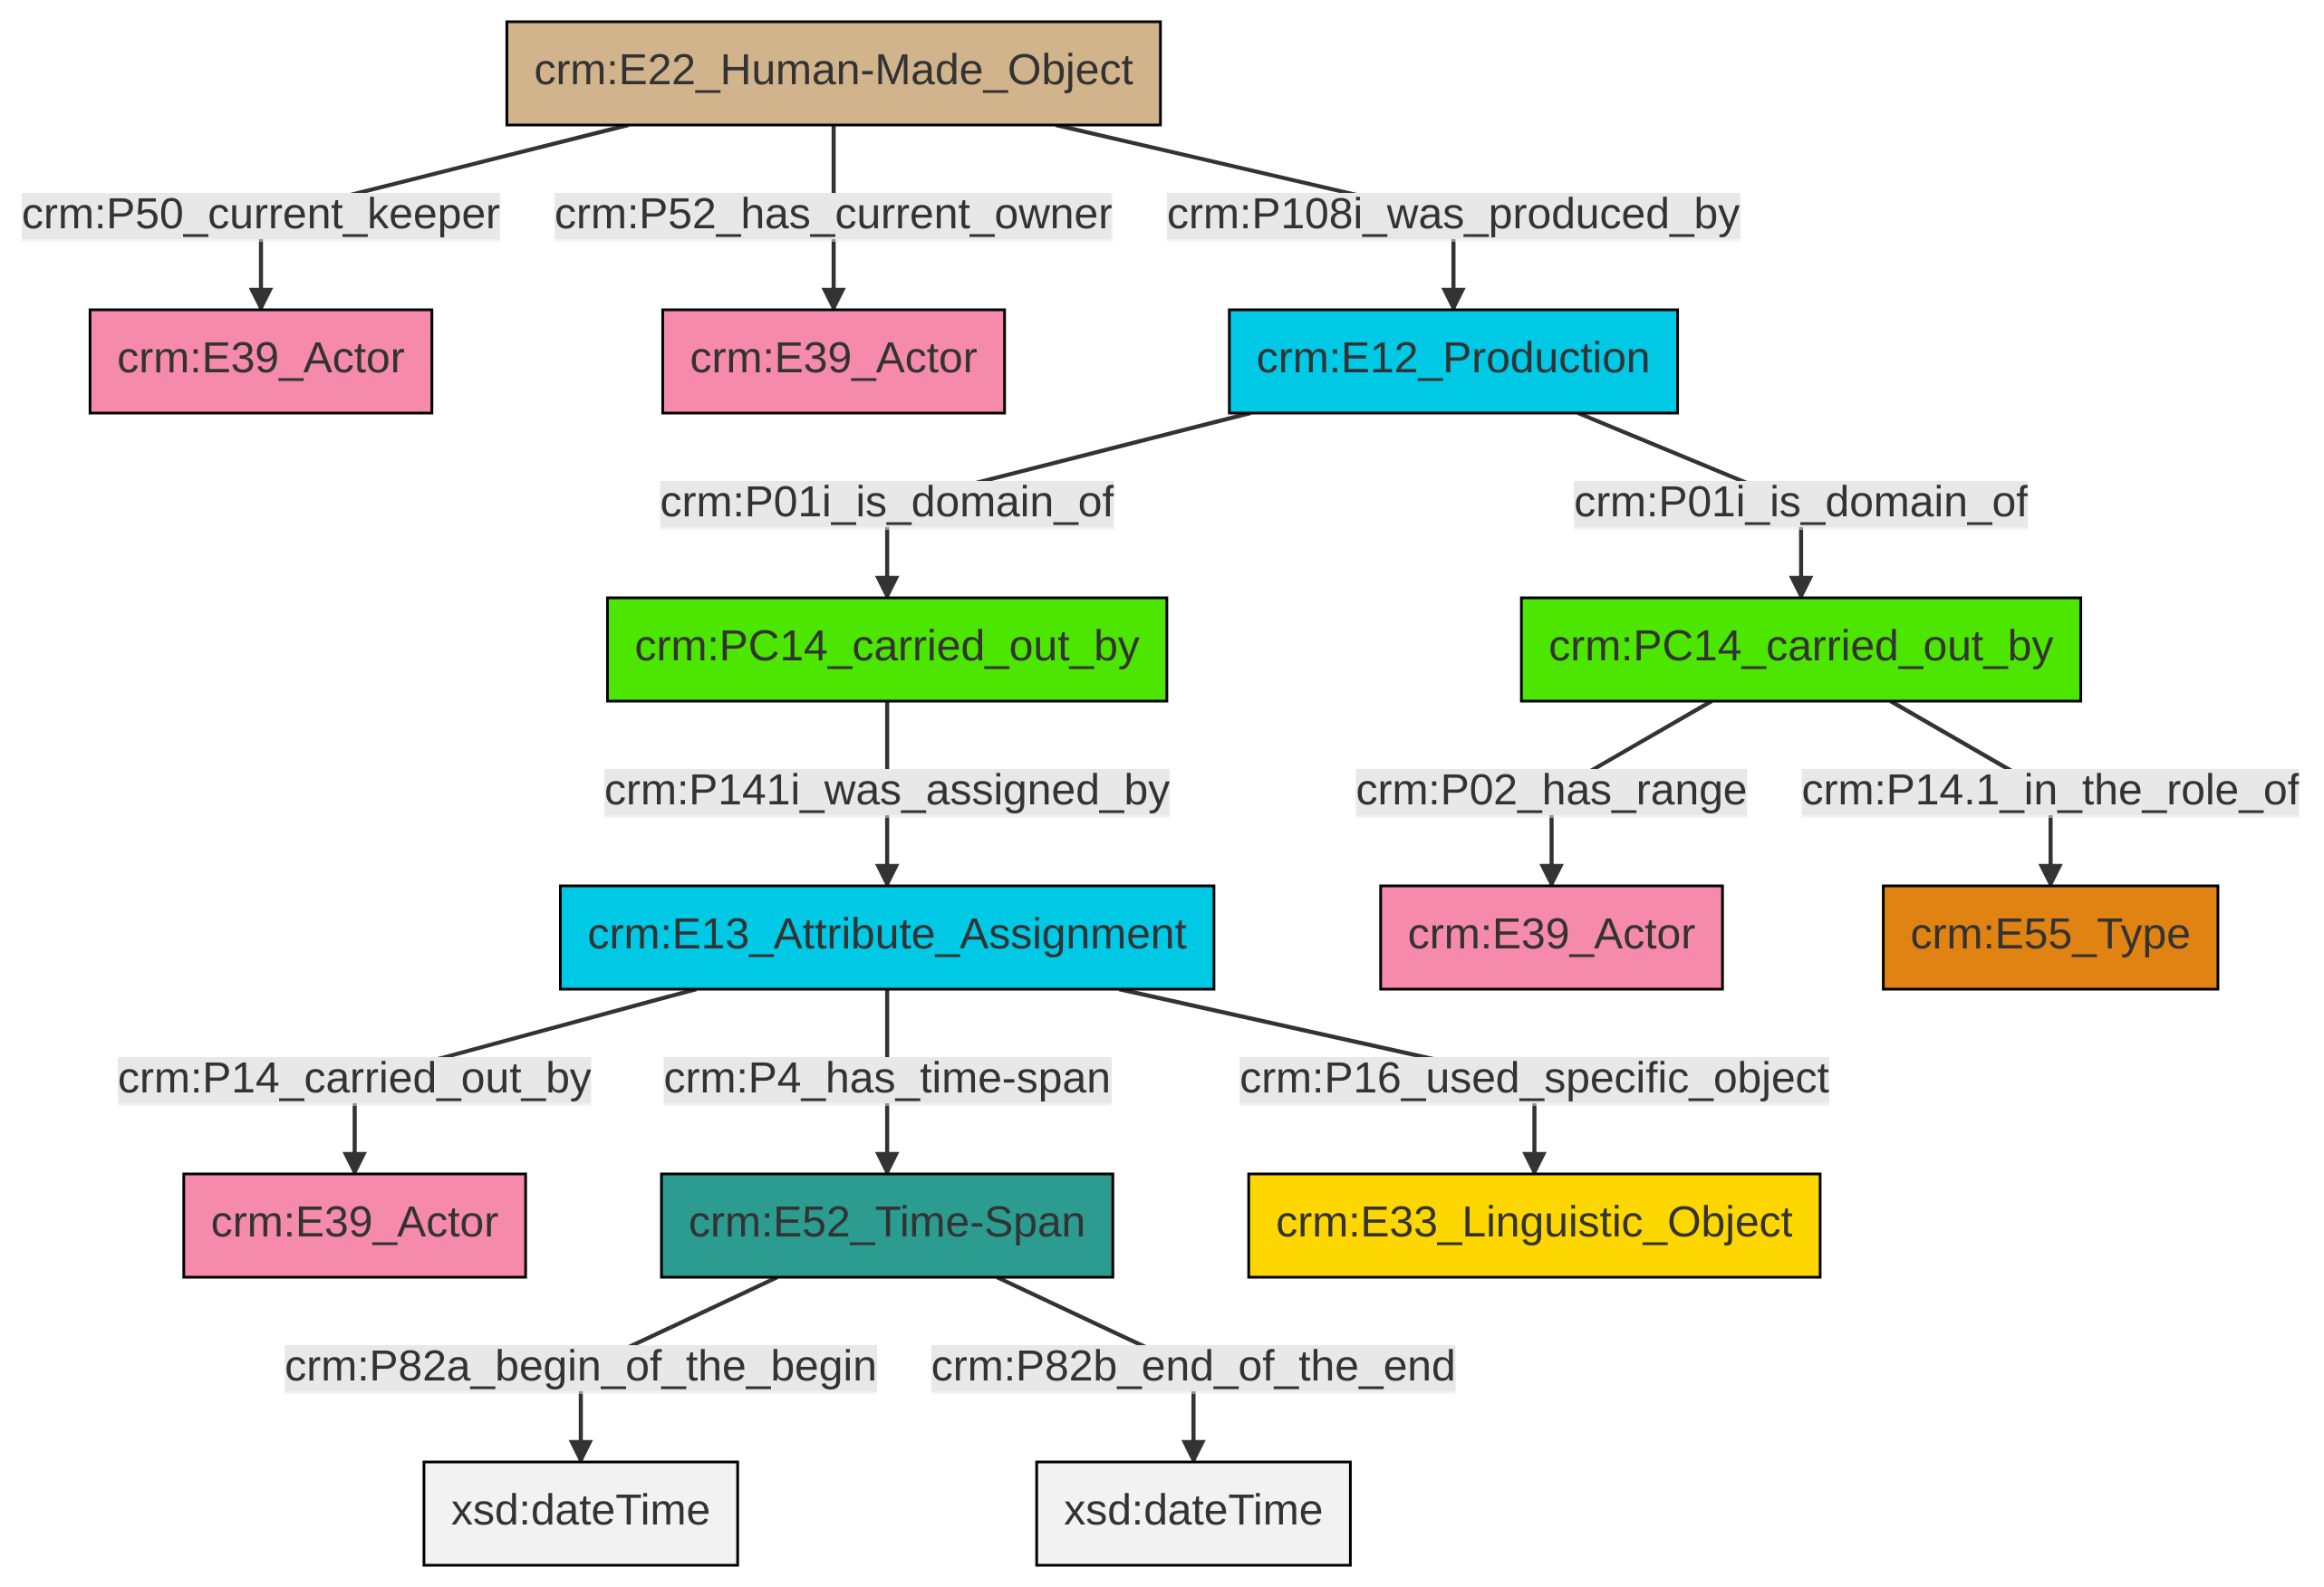 crm:E22_Human-Made_Object
crm:P50_current_keeper
crm:P52_has_current_owner
crm:P108i_was_produced_by
crm:E39_Actor
crm:E39_Actor
crm:E12_Production
crm:P01i_is_domain_of
crm:P01i_is_domain_of
crm:PC14_carried_out_by
crm:PC14_carried_out_by
crm:P141i_was_assigned_by
crm:P02_has_range
crm:P14.1_in_the_role_of
crm:E13_Attribute_Assignment
crm:E39_Actor
crm:E55_Type
crm:P14_carried_out_by
crm:P4_has_time-span
crm:P16_used_specific_object
crm:E39_Actor
crm:E52_Time-Span
crm:E33_Linguistic_Object
crm:P82a_begin_of_the_begin
crm:P82b_end_of_the_end
xsd:dateTime
xsd:dateTime